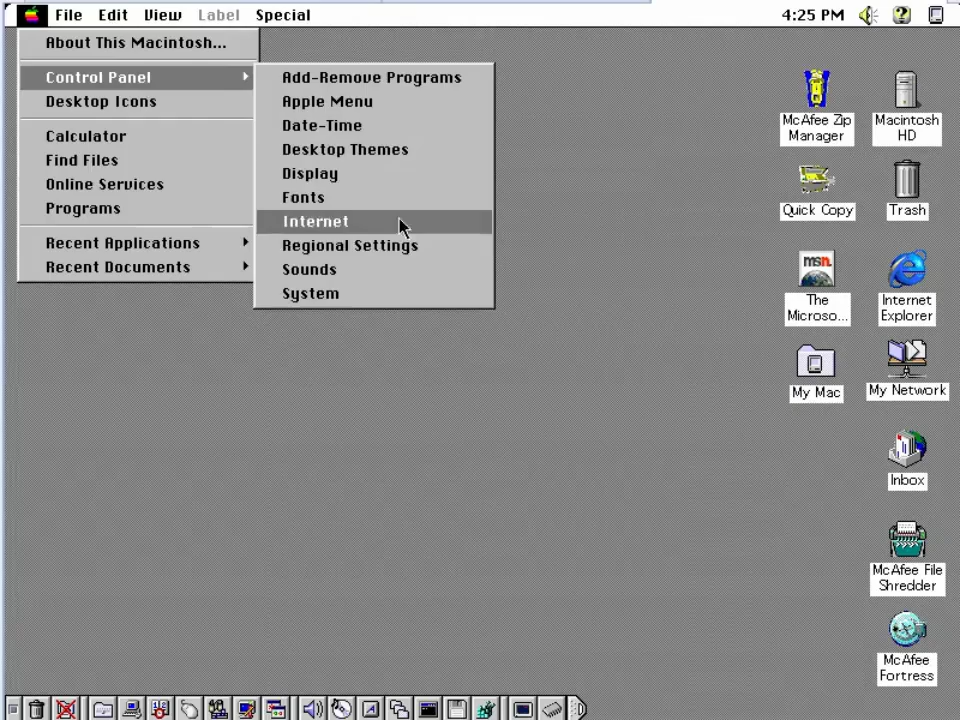 File Edit View Label Special 4:25 PM
About This Macintosh...
Control Panel
Desktop Icons
Calculator
Find Files
Online Services
Programs
Recent Applications
Recent Documents
Add-Remove Programs
Apple Menu
Date-Time
Desktop Themes
Display
Fonts
Internet
Regional Settings
Sounds
System
McAfee Zip
Manager
Macintosh
HD
Quick Copy
Trash
msn
The
Microso...
Internet
Explorer
My Mac
My Network
Inbox
McAfee File
Shredder
McAfee
Fortress